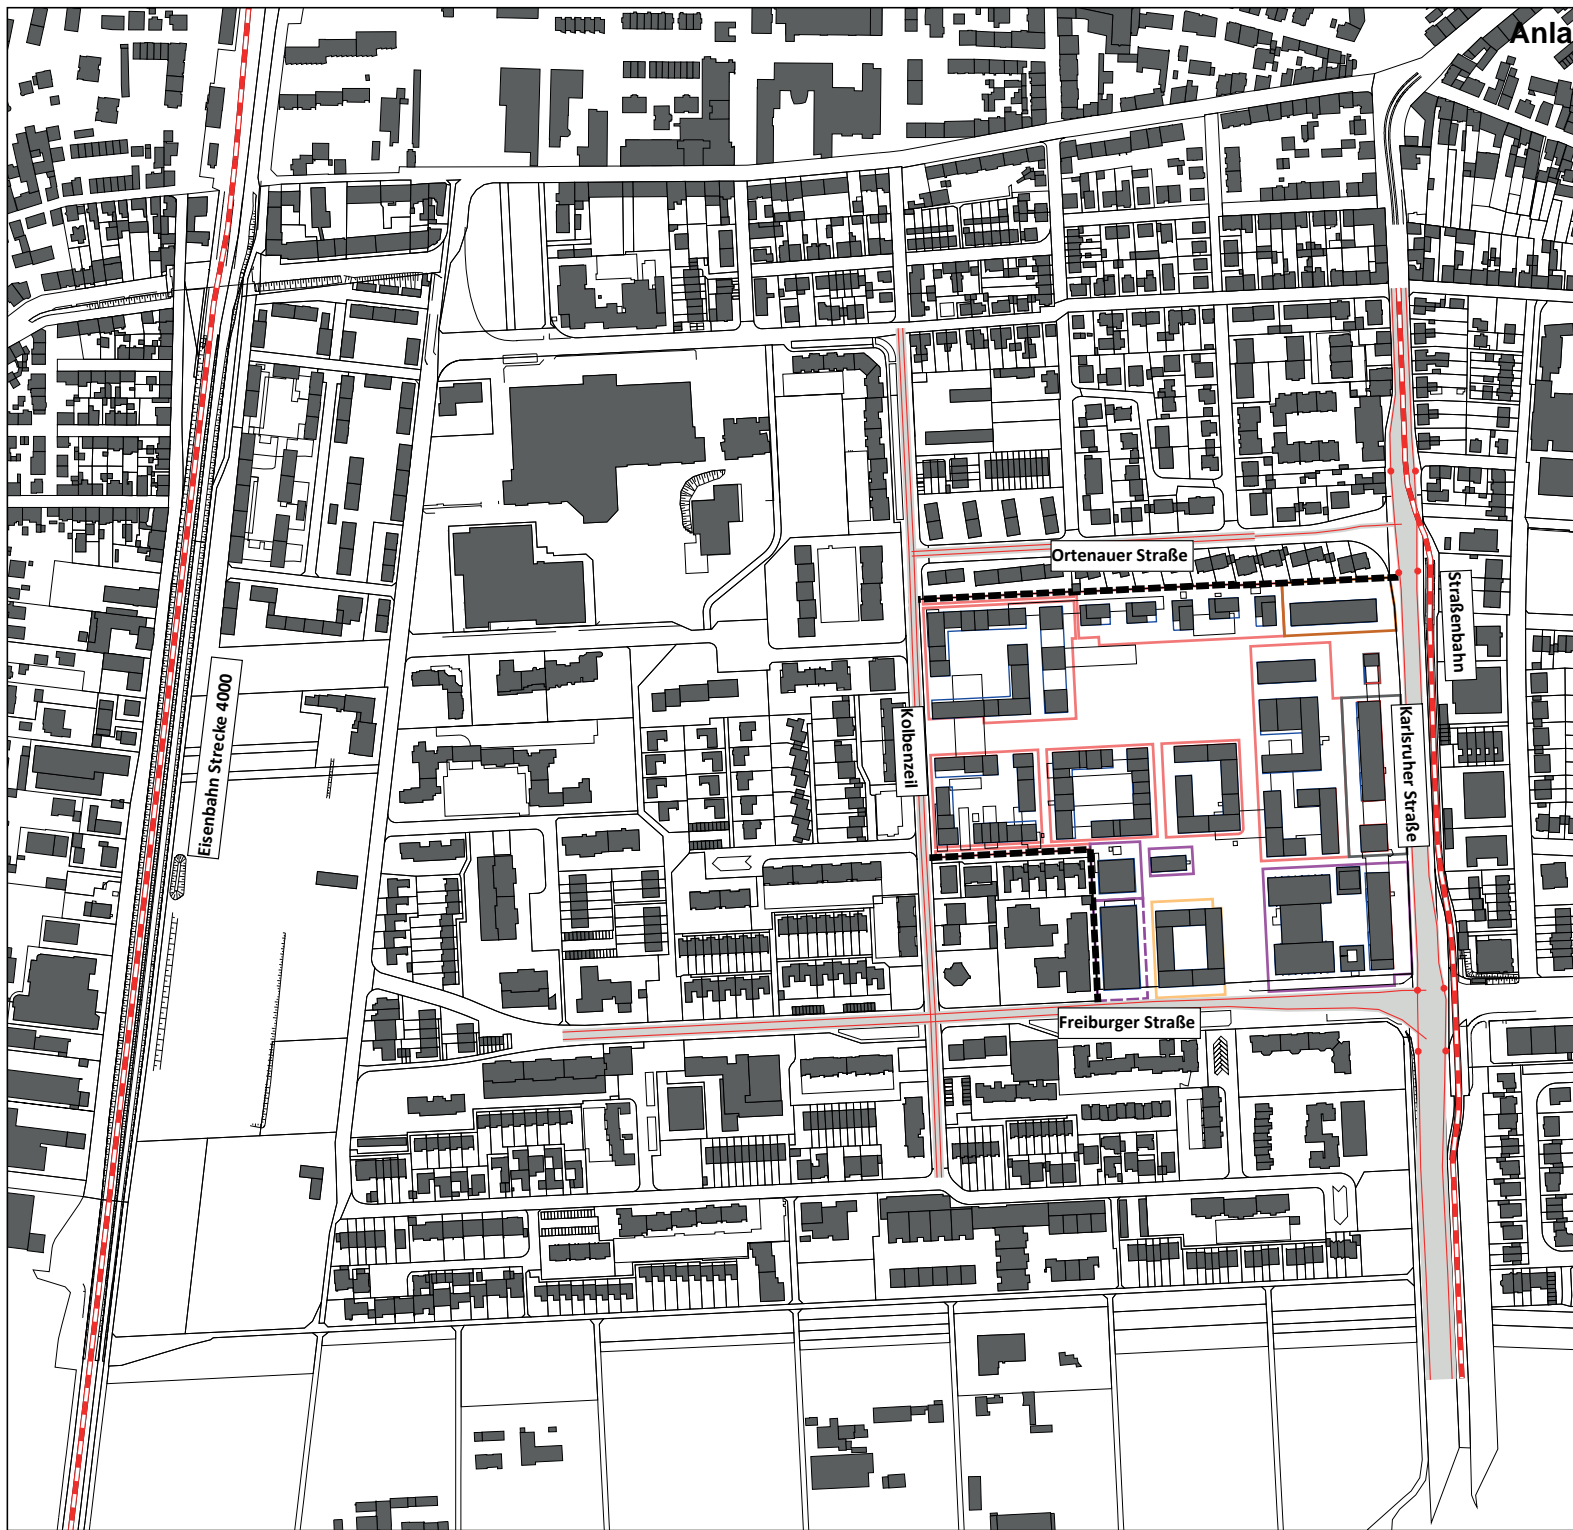 Anla
Ortenauer Straße
Straßenbahn
Eisenbahn Strecke 4000
Kolbenzeil
Karlsruher Straße
Freiburger Straße